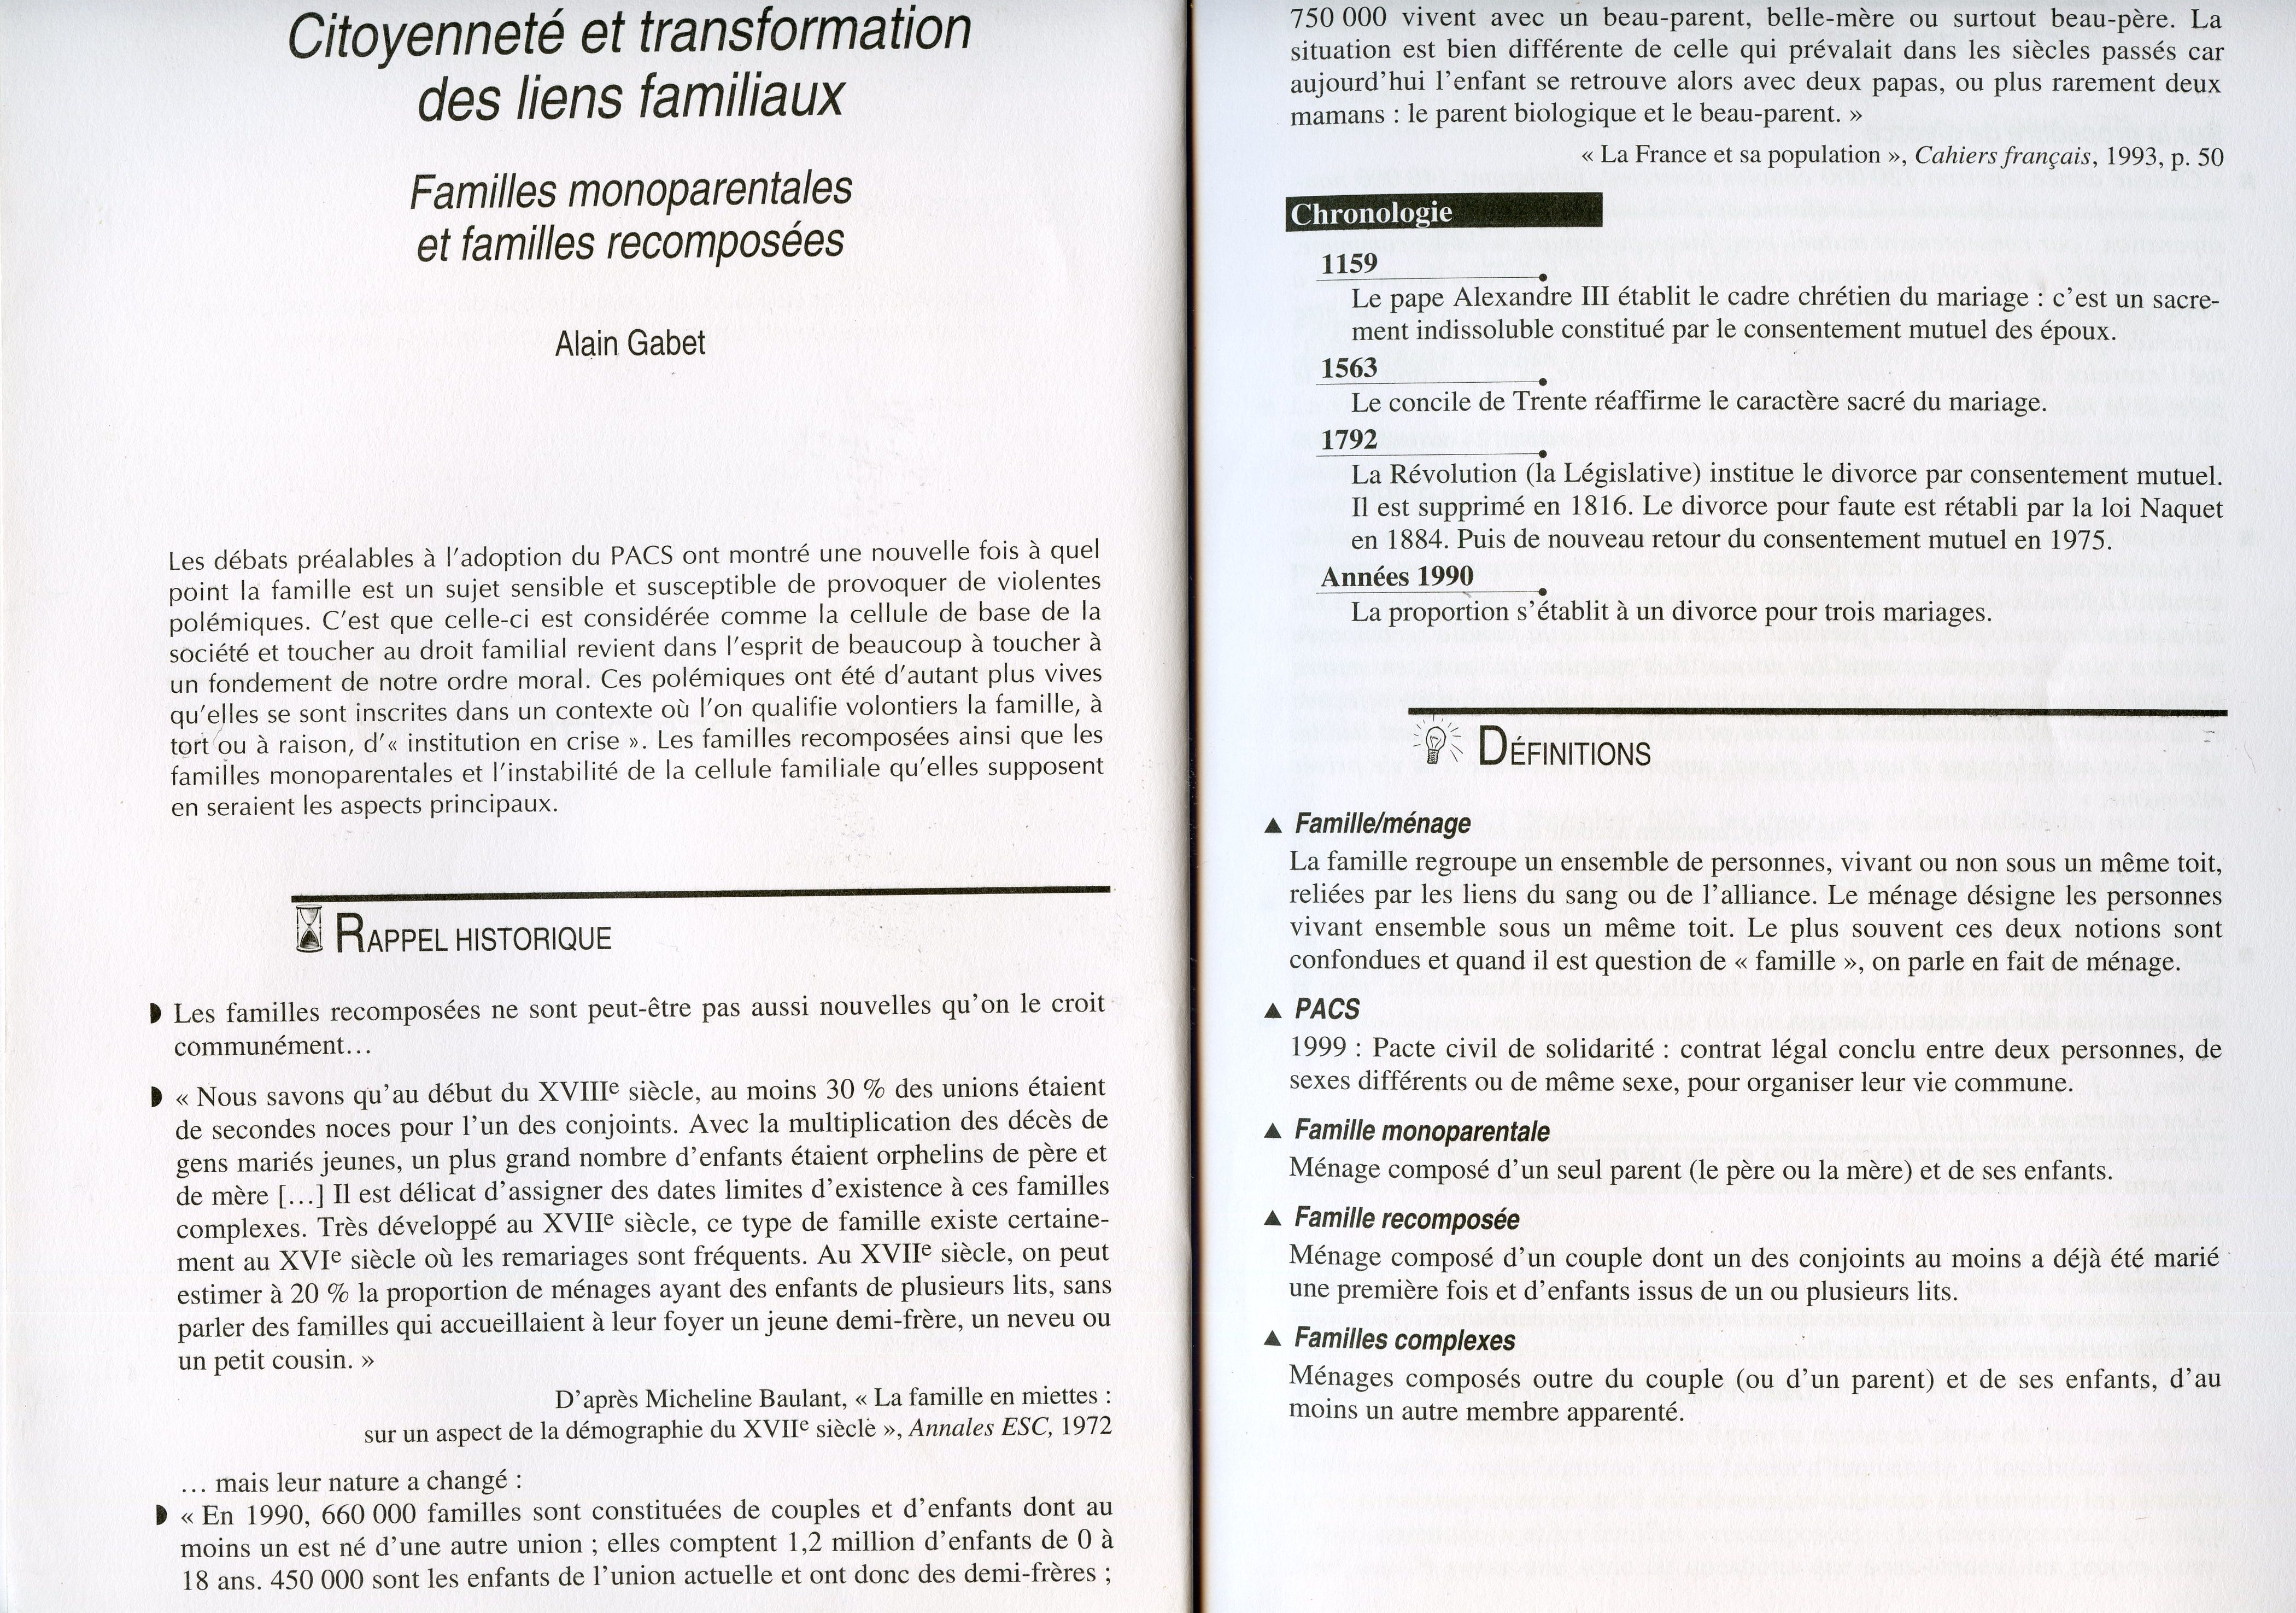 Citoyenneté et transformation
des liens familiaux
Familles monoparentales
et familles recomposées
Alain Gabet
Les débats préalables à l'adoption du PACS ont montré une nouvelle fois à quel
point la famille est un sujet sensible et susceptible de provoquer de violentes
polémiques. C'est que celle-ci est considérée comme la cellule de base de la
société et toucher au droit familial revient dans l'esprit de beaucoup à toucher à
un fondement de notre ordre moral. Ces polémiques ont été d'autant plus vives
qu'elles se sont inscrites dans un contexte où l'on qualifie volontiers la famille, à
tort ou à raison, d'« institution en crise ». Les familles recomposées ainsi que les
familles monoparentales et l'instabilité de la cellule familiale qu'elles supposent
en seraient les aspects principaux.
RAPPEL HISTORIQUE
Les familles recomposées ne sont peut-être pas aussi nouvelles qu'on le croit
communément…
« Nous savons qu'au début du XVIIIe siècle, au moins 30 % des unions étaient
de secondes noces pour l'un des conjoints. Avec la multiplication des décès de
gens mariés jeunes, un plus grand nombre d'enfants étaient orphelins de père et
de mère […] Il est délicat d'assigner des dates limites d'existence à ces familles
complexes. Très développé au XVIIe siècle, ce type de famille existe certaine-
ment au XVIe siècle où les remariages sont fréquents. Au XVIIe siècle, on peut
estimer à 20 % la proportion de ménages ayant des enfants de plusieurs lits, sans
parler des familles qui accueillaient à leur foyer un jeune demi-frère, un neveu ou
un petit cousin. »
D'après Micheline Baulant, « La famille en miettes :
sur un aspect de la démographie du XVIIe siècle », Annales ESC, 1972
… mais leur nature a changé :
« En 1990, 660 000 familles sont constituées de couples et d'enfants dont au
moins un est né d'une autre union ; elles comptent 1,2 million d'enfants de 0 à
18 ans. 450 000 sont les enfants de l'union actuelle et ont donc des demi-frères ;
750 000 vivent avec un beau-parent, belle-mère ou surtout beau-père. La
situation est bien différente de celle qui prévalait dans les siècles passés car
aujourd'hui l'enfant se retrouve alors avec deux papas, ou plus rarement deux
mamans : le parent biologique et le beau-parent. »
« La France et sa population », Cahiers français, 1993, p. 50
Chronologie
1159
Le pape Alexandre III établit le cadre chrétien du mariage : c'est un sacre-
ment indissoluble constitué par le consentement mutuel des époux.
1563
Le concile de Trente réaffirme le caractère sacré du mariage.
1792
La Révolution (la Législative) institue le divorce par consentement mutuel.
Il est supprimé en 1816. Le divorce pour faute est rétabli par la loi Naquet
en 1884. Puis de nouveau retour du consentement mutuel en 1975.
Années 1990
La proportion s'établit à un divorce pour trois mariages.
DÉFINITIONS
▲ Famille/ménage
La famille regroupe un ensemble de personnes, vivant ou non sous un même toit,
reliées par les liens du sang ou de l'alliance. Le ménage désigne les personnes
vivant ensemble sous un même toit. Le plus souvent ces deux notions sont
confondues et quand il est question de « famille », on parle en fait de ménage.
▲ PACS
1999 : Pacte civil de solidarité : contrat légal conclu entre deux personnes, de
sexes différents ou de même sexe, pour organiser leur vie commune.
▲ Famille monoparentale
Ménage composé d'un seul parent (le père ou la mère) et de ses enfants.
▲ Famille recomposée
Ménage composé d'un couple dont un des conjoints au moins a déjà été marié
une première fois et d'enfants issus de un ou plusieurs lits.
▲ Familles complexes
Ménages composés outre du couple (ou d'un parent) et de ses enfants, d'au
moins un autre membre apparenté.